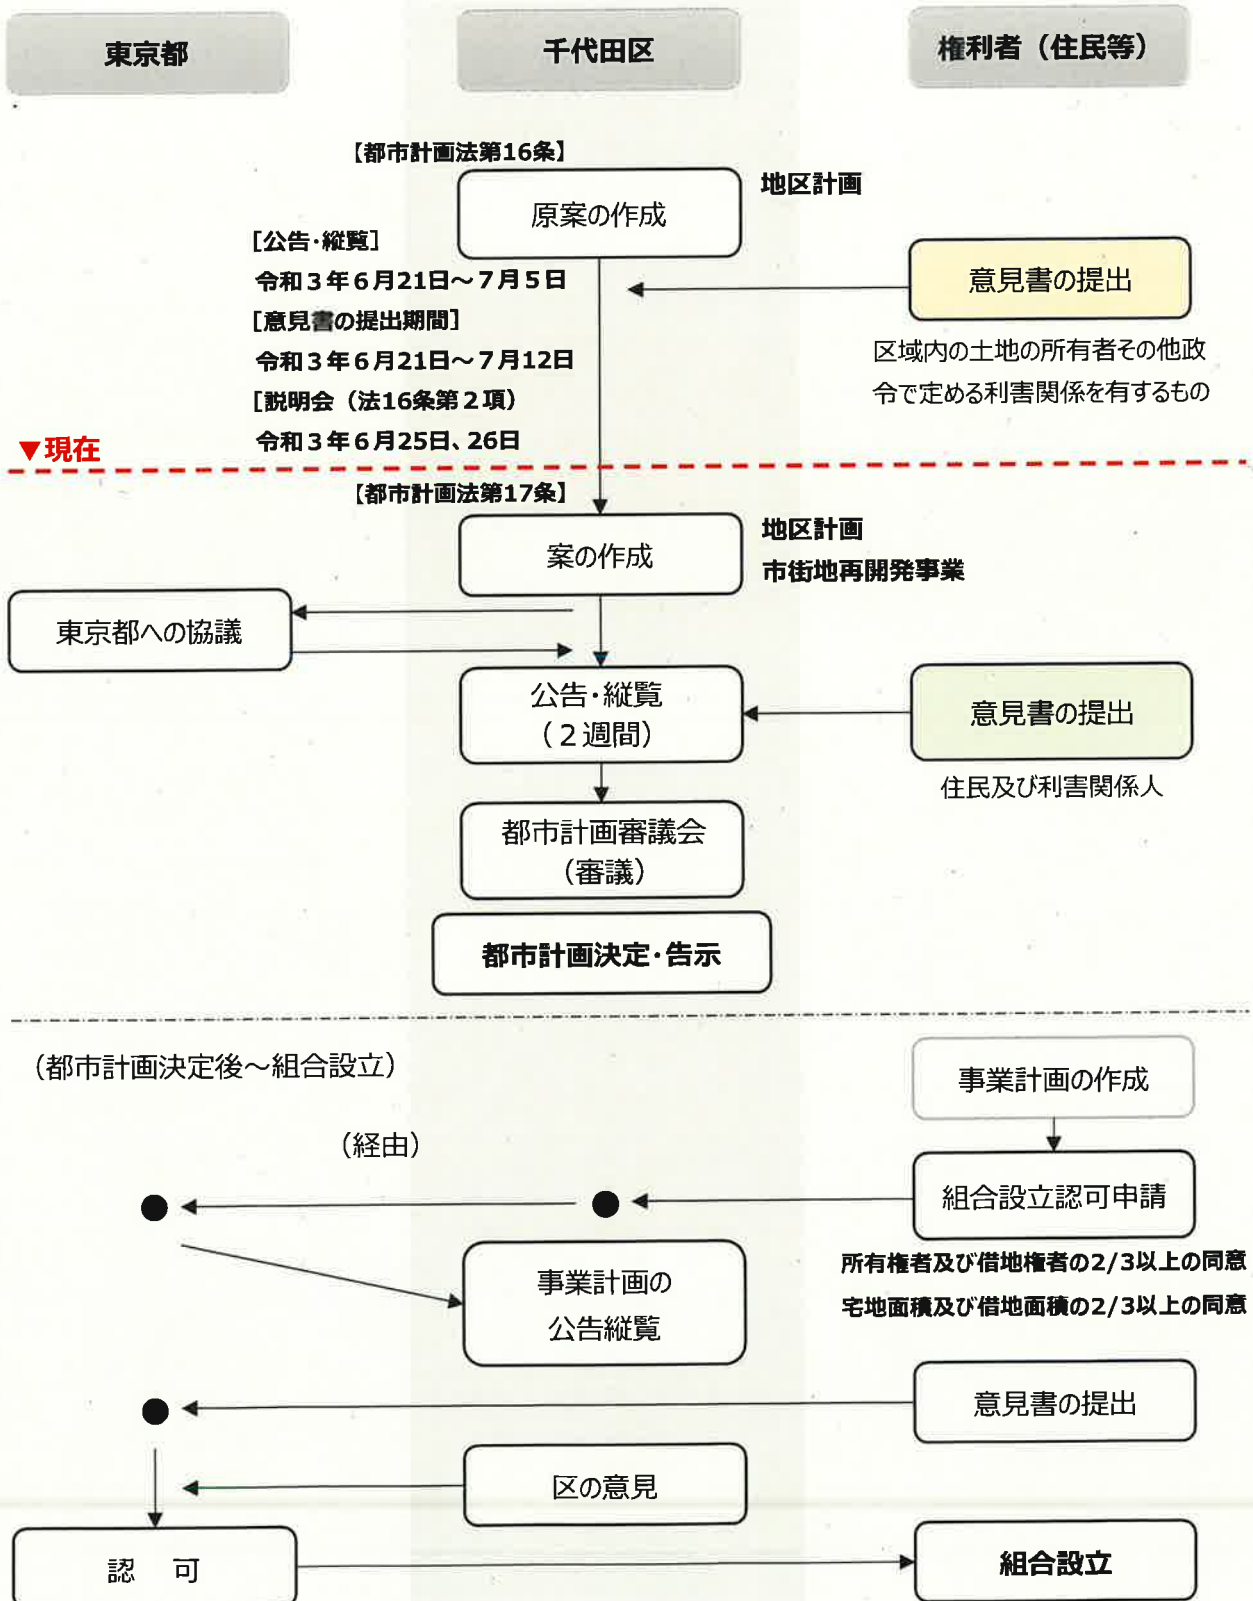 東京都
千代田区
権利者（住民等）
【都市計画法第16条】
原案の作成
地区計画
[公告・縦覧]
令和３年６月21日～７月５日
[意見書の提出期間]
令和３年６月21日～７月12日
[説明会（法16条第２項）
令和３年６月25日、26日
意見書の提出
区域内の土地の所有者その他政
令で定める利害関係を有するもの
▼現在
【都市計画法第17条】
案の作成
地区計画
市街地再開発事業
東京都への協議
公告・縦覧
（２週間）
意見書の提出
住民及び利害関係人
都市計画審議会
（審議）
都市計画決定・告示
（都市計画決定後～組合設立）
事業計画の作成
（経由）
組合設立認可申請
所有権者及び借地権者の2/3以上の同意
宅地面積及び借地面積の2/3以上の同意
事業計画の
公告縦覧
意見書の提出
区の意見
認　可
組合設立